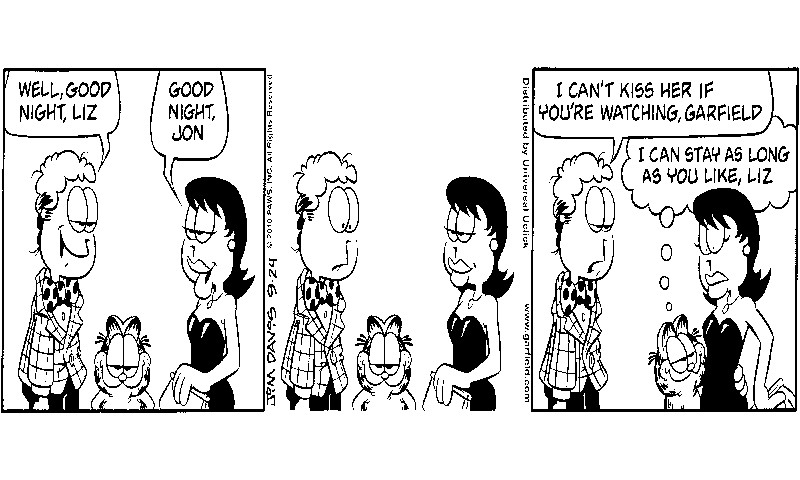 WELL, GOOD
NIGHT, LIZ
GOOD
NIGHT,
JON
© 2010 PAWS, INC. All Rights Reserved
JIM DAVIS 9·24
Distributed by Universal Uclick
www.garfield.com
I CAN'T KISS HER IF
YOU'RE WATCHING, GARFIELD
I CAN STAY AS LONG
AS YOU LIKE, LIZ